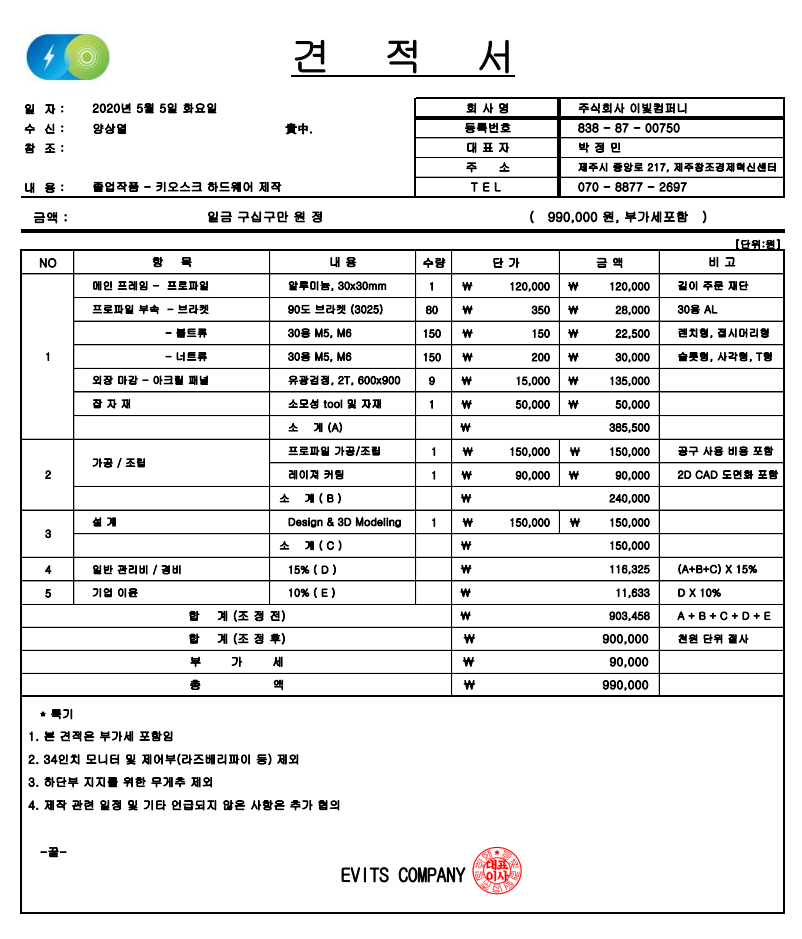 견 적 서
일 자 : 2020년 5월 5일 화요일
수 신 : 양상열 貴中.
참 조 :
내 용 : 졸업작품 - 키오스크 하드웨어 제작
회 사 명 주식회사 이빛컴퍼니
등록번호 838 - 87 - 00750
대 표 자 박 정 민
주 소 제주시 중앙로 217, 제주창조경제혁신센터
T E L 070 - 8877 - 2697
금액 : 일금 구십구만 원 정 ( 990,000 원, 부가세포함 )
[단위:원]
NO 항 목 내 용 수량 단 가 금 액 비 고
1 메인 프레임 - 프로파일 알루미늄, 30x30mm 1 ₩ 120,000 ₩ 120,000 길이 주문 재단
프로파일 부속 - 브라켓 90도 브라켓 (3025) 80 ₩ 350 ₩ 28,000 30용 AL
- 볼트류 30용 M5, M6 150 ₩ 150 ₩ 22,500 렌치형, 접시머리형
- 너트류 30용 M5, M6 150 ₩ 200 ₩ 30,000 슬롯형, 사각형, T형
외장 마감 - 아크릴 패널 유광검정, 2T, 600x900 9 ₩ 15,000 ₩ 135,000
잡 자 재 소모성 tool 및 자재 1 ₩ 50,000 ₩ 50,000
소 계 (A) ₩ 385,500
2 가공 / 조립 프로파일 가공/조립 1 ₩ 150,000 ₩ 150,000 공구 사용 비용 포함
레이져 커팅 1 ₩ 90,000 ₩ 90,000 2D CAD 도면화 포함
소 계 ( B ) ₩ 240,000
3 설 계 Design & 3D Modeling 1 ₩ 150,000 ₩ 150,000
소 계 ( C ) ₩ 150,000
4 일반 관리비 / 경비 15% ( D ) ₩ 116,325 (A+B+C) X 15%
5 기업 이윤 10% ( E ) ₩ 11,633 D X 10%
합 계 (조 정 전) ₩ 903,458 A + B + C + D + E
합 계 (조 정 후) ₩ 900,000 천원 단위 절사
부 가 세 ₩ 90,000
총 액 ₩ 990,000
* 특기
1. 본 견적은 부가세 포함임
2. 34인치 모니터 및 제어부(라즈베리파이 등) 제외
3. 하단부 지지를 위한 무게추 제외
4. 제작 관련 일정 및 기타 언급되지 않은 사항은 추가 협의
-끝-
EVITS COMPANY
대표
이사